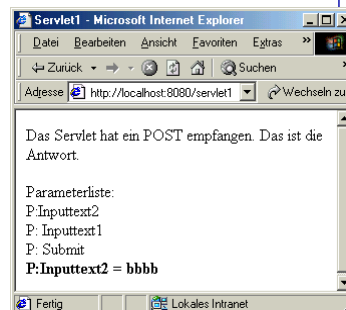 Servlet1 - Microsoft Internet Explorer
Datei Bearbeiten Ansicht Favoriten Extras »
Zurück Suchen »
Adresse http://localhost:8080/servlet1 Wechseln zu
Das Servlet hat ein POST empfangen. Das ist die
Antwort.
Parameterliste:
P:Inputtext2
P: Inputtext1
P: Submit
P:Inputtext2 = bbbb
Fertig Lokales Intranet